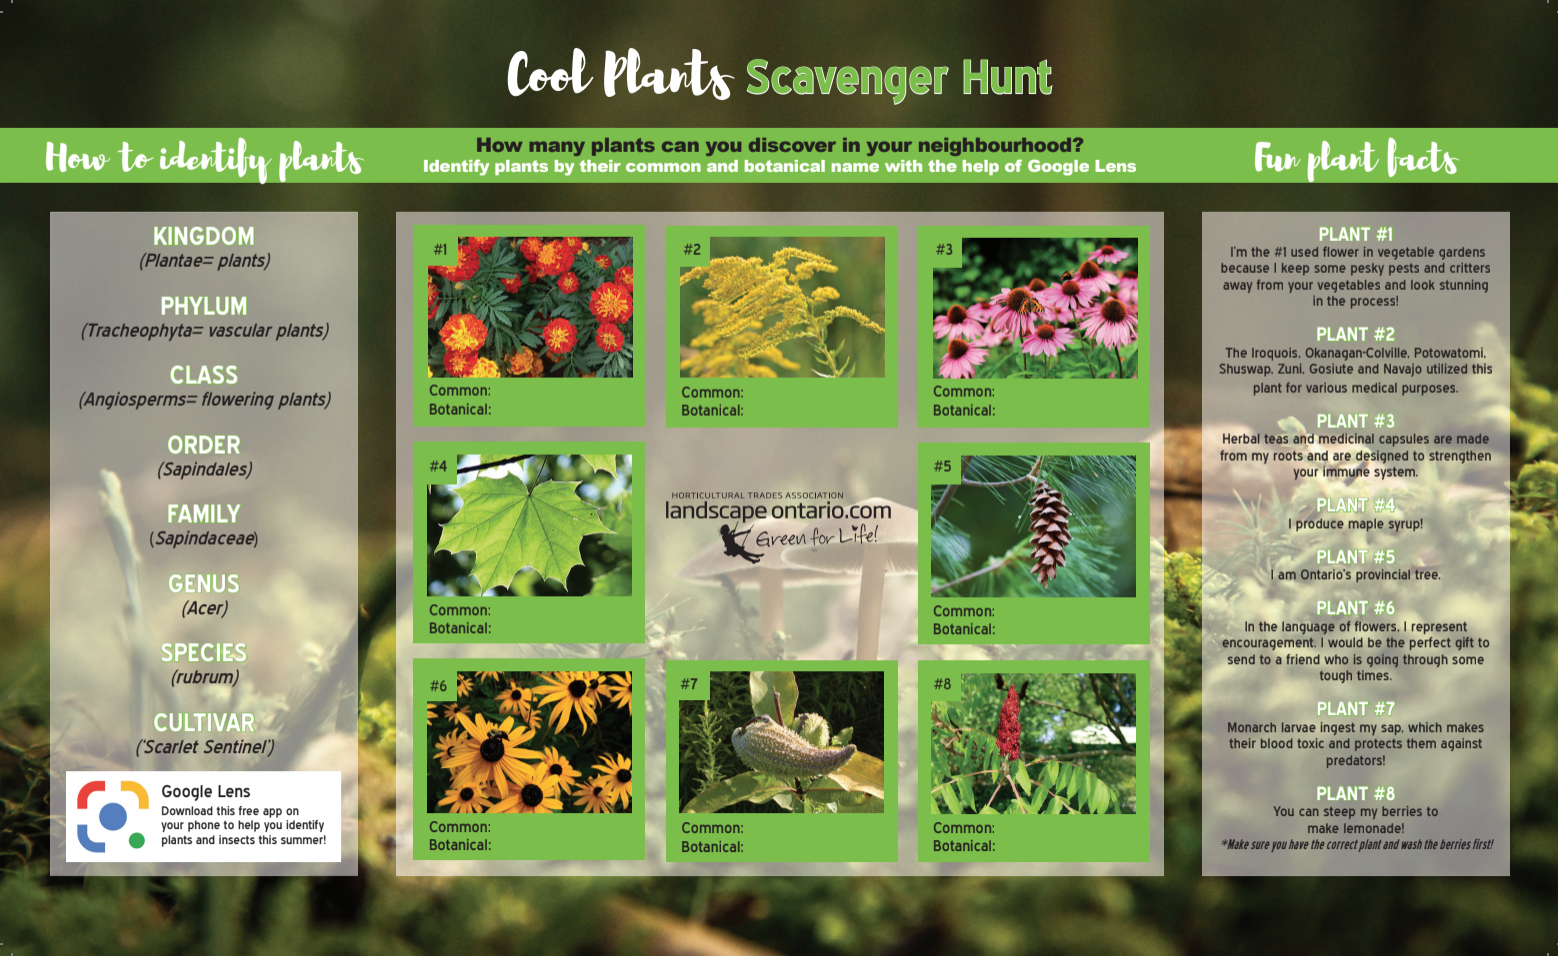 Cool Plants Scavenger Hunt
How to identify plants
How many plants can you discover in your neighbourhood?
Identify plants by their common and botanical name with the help of Google Lens
Fun plant facts
KINGDOM
(Plantae= plants)
PHYLUM
(Tracheophyta= vascular plants)
CLASS
(Angiosperms= flowering plants)
ORDER
(Sapindales)
FAMILY
(Sapindaceae)
GENUS
(Acer)
SPECIES
(rubrum)
CULTIVAR
('Scarlet Sentinel')
Google Lens
Download this free app on
your phone to help you identify
plants and insects this summer!
#1
Common:
Botanical:
#2
Common:
Botanical:
#3
Common:
Botanical:
#4
Common:
Botanical:
HORTICULTURAL TRADES ASSOCIATION
landscape ontario.com
Green for Life!
#5
Common:
Botanical:
#6
Common:
Botanical:
#7
Common:
Botanical:
#8
Common:
Botanical:
PLANT #1
I'm the #1 used flower in vegetable gardens
because I keep some pesky pests and critters
away from your vegetables and look stunning
in the process!
PLANT #2
The Iroquois, Okanagan-Colville, Potowatomi,
Shuswap, Zuni, Gosiute and Navajo utilized this
plant for various medical purposes.
PLANT #3
Herbal teas and medicinal capsules are made
from my roots and are designed to strengthen
your immune system.
PLANT #4
I produce maple syrup!
PLANT #5
I am Ontario's provincial tree.
PLANT #6
In the language of flowers, I represent
encouragement. I would be the perfect gift to
send to a friend who is going through some
tough times.
PLANT #7
Monarch larvae ingest my sap, which makes
their blood toxic and protects them against
predators!
PLANT #8
You can steep my berries to
make lemonade!
*Make sure you have the correct plant and wash the berries first!